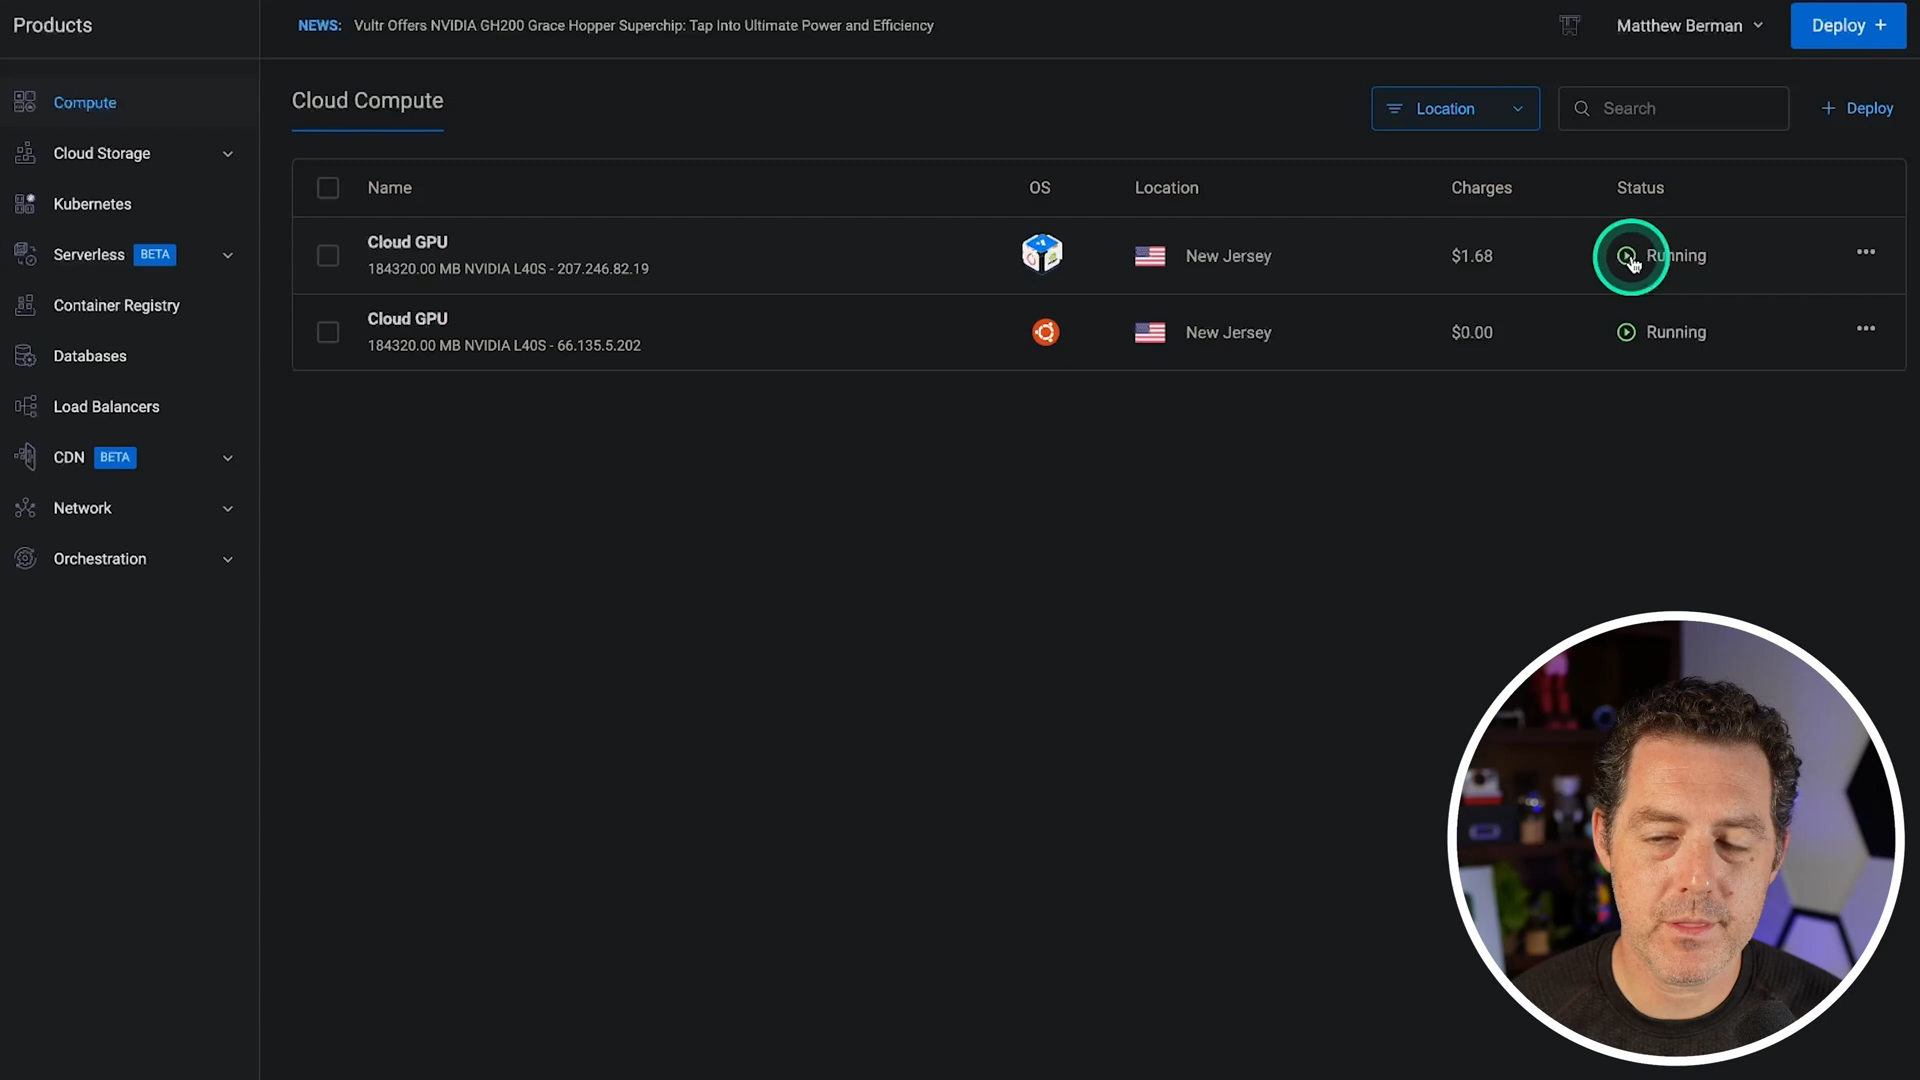 Products
NEWS: Vultr Offers NVIDIA GH200 Grace Hopper Superchip: Tap Into Ultimate Power and Efficiency
Matthew Berman
Deploy +
Compute
Cloud Storage
Kubernetes
Serverless BETA
Container Registry
Databases
Load Balancers
CDN BETA
Network
Orchestration
Cloud Compute
Location
Search
+ Deploy
Name OS Location Charges Status
Cloud GPU
184320.00 MB NVIDIA L40S - 207.246.82.19
New Jersey $1.68 Running
Cloud GPU
184320.00 MB NVIDIA L40S - 66.135.5.202
New Jersey $0.00 Running